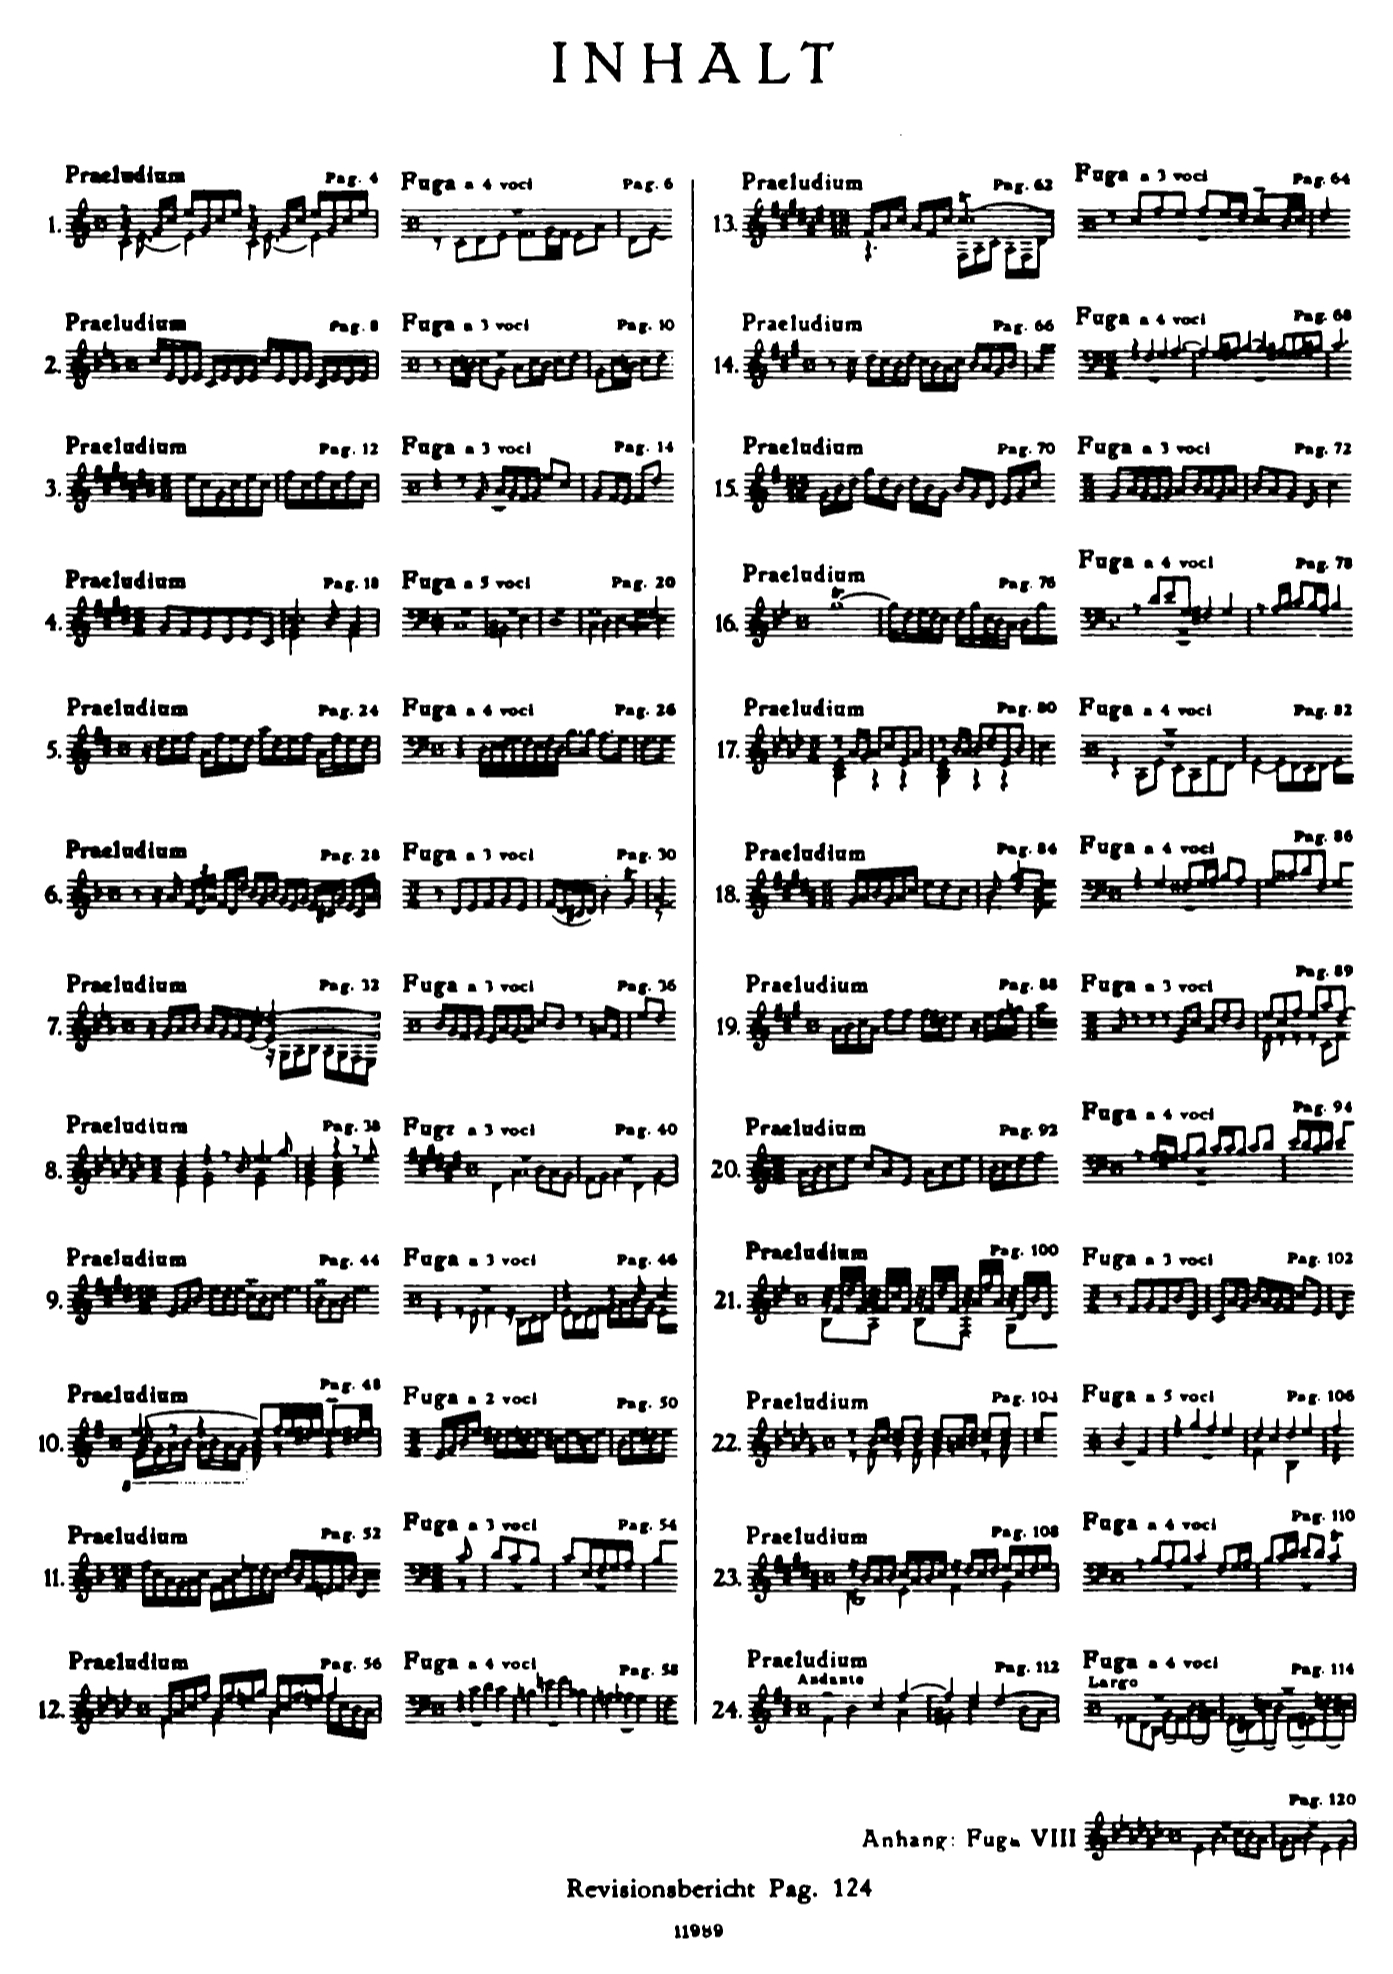 INHALT
Praeludium Pag. 4 Fuga a 4 voci Pag. 6
1.
Praeludium Pag. 8 Fuga a 3 voci Pag. 10
2.
Praeludium Pag. 12 Fuga a 3 voci Pag. 14
3.
Praeludium Pag. 18 Fuga a 5 voci Pag. 20
4.
Praeludium Pag. 24 Fuga a 4 voci Pag. 26
5.
Praeludium Pag. 28 Fuga a 3 voci Pag. 30
6.
Praeludium Pag. 32 Fuga a 3 voci Pag. 36
7.
Praeludium Pag. 38 Fuga a 3 voci Pag. 40
8.
Praeludium Pag. 44 Fuga a 3 voci Pag. 46
9.
Praeludium Pag. 48 Fuga a 2 voci Pag. 50
10.
8
Praeludium Pag. 52 Fuga a 3 voci Pag. 54
11.
Praeludium Pag. 56 Fuga a 4 voci Pag. 58
12.
Praeludium Pag. 62 Fuga a 3 voci Pag. 64
13.
Praeludium Pag. 66 Fuga a 4 voci Pag. 68
14.
Praeludium Pag. 70 Fuga a 3 voci Pag. 72
15.
Praeludium Pag. 76 Fuga a 4 voci Pag. 78
16.
Praeludium Pag. 80 Fuga a 4 voci Pag. 82
17.
Praeludium Pag. 84 Fuga a 4 voci Pag. 86
18.
Praeludium Pag. 88 Fuga a 3 voci Pag. 89
19.
Praeludium Pag. 92 Fuga a 4 voci Pag. 94
20.
Praeludium Pag. 100 Fuga a 3 voci Pag. 102
21.
Praeludium Pag. 104 Fuga a 5 voci Pag. 106
22.
Praeludium Pag. 108 Fuga a 4 voci Pag. 110
23.
Praeludium Pag. 112 Fuga a 4 voci Pag. 114
Andante Largo
24.
Pag. 120
Anhang: Fuga VIII
Revisionsbericht Pag. 124
11989